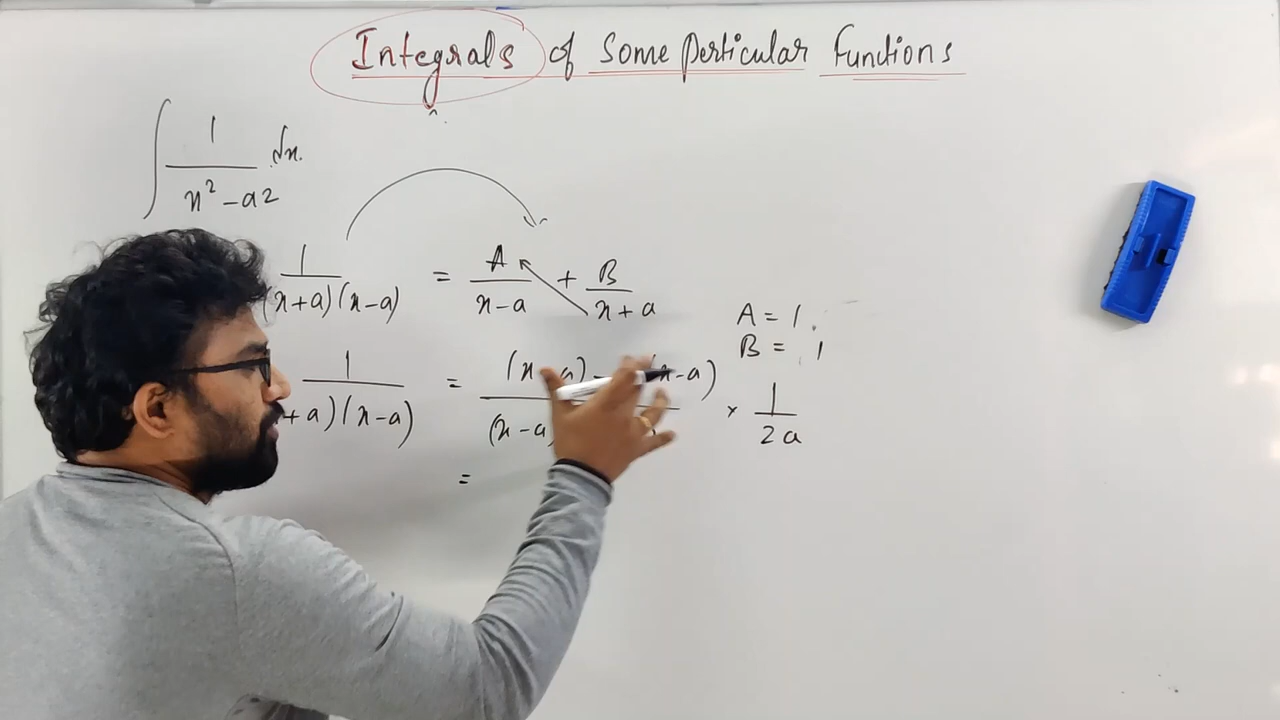 Integrals of Some perticular functions
∫ 1 / (x² - a2) dx.
1 / (x+a)(x-a) = A / (x-a) + B / (x+a)
A = 1.
B = 1
1 / + a)(x-a) = (x a) - (x-a) / (x-a) × 1 / 2a
=